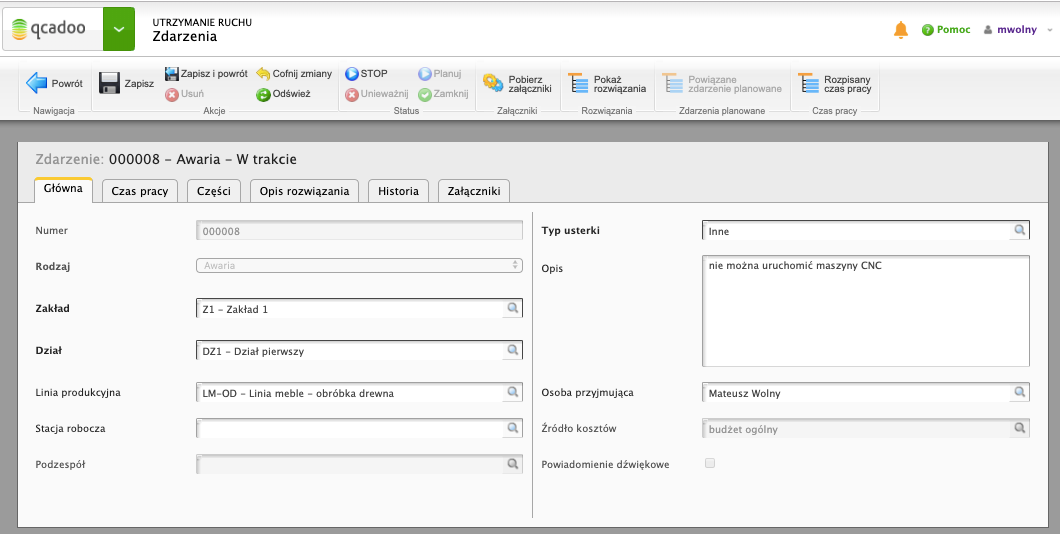 qcadoo
UTRZYMANIE RUCHU
Zdarzenia
Pomoc
mwolny
Powrót
Nawigacja
Zapisz
Zapisz i powrót
Cofnij zmiany
Usuń
Odśwież
Akcje
STOP
Planuj
Unieważnij
Zamknij
Status
Pobierz
załączniki
Załączniki
Pokaż
rozwiązania
Rozwiązania
Powiązane
zdarzenie planowane
Zdarzenia planowane
Rozpisany
czas pracy
Czas pracy
Zdarzenie: 000008 - Awaria - W trakcie
Główna
Czas pracy
Części
Opis rozwiązania
Historia
Załączniki
Numer 000008
Rodzaj Awaria
Zakład Z1 - Zakład 1
Dział DZ1 - Dział pierwszy
Linia produkcyjna LM-OD - Linia meble - obróbka drewna
Stacja robocza
Podzespół
Typ usterki Inne
Opis nie można uruchomić maszyny CNC
Osoba przyjmująca Mateusz Wolny
Źródło kosztów budżet ogólny
Powiadomienie dźwiękowe